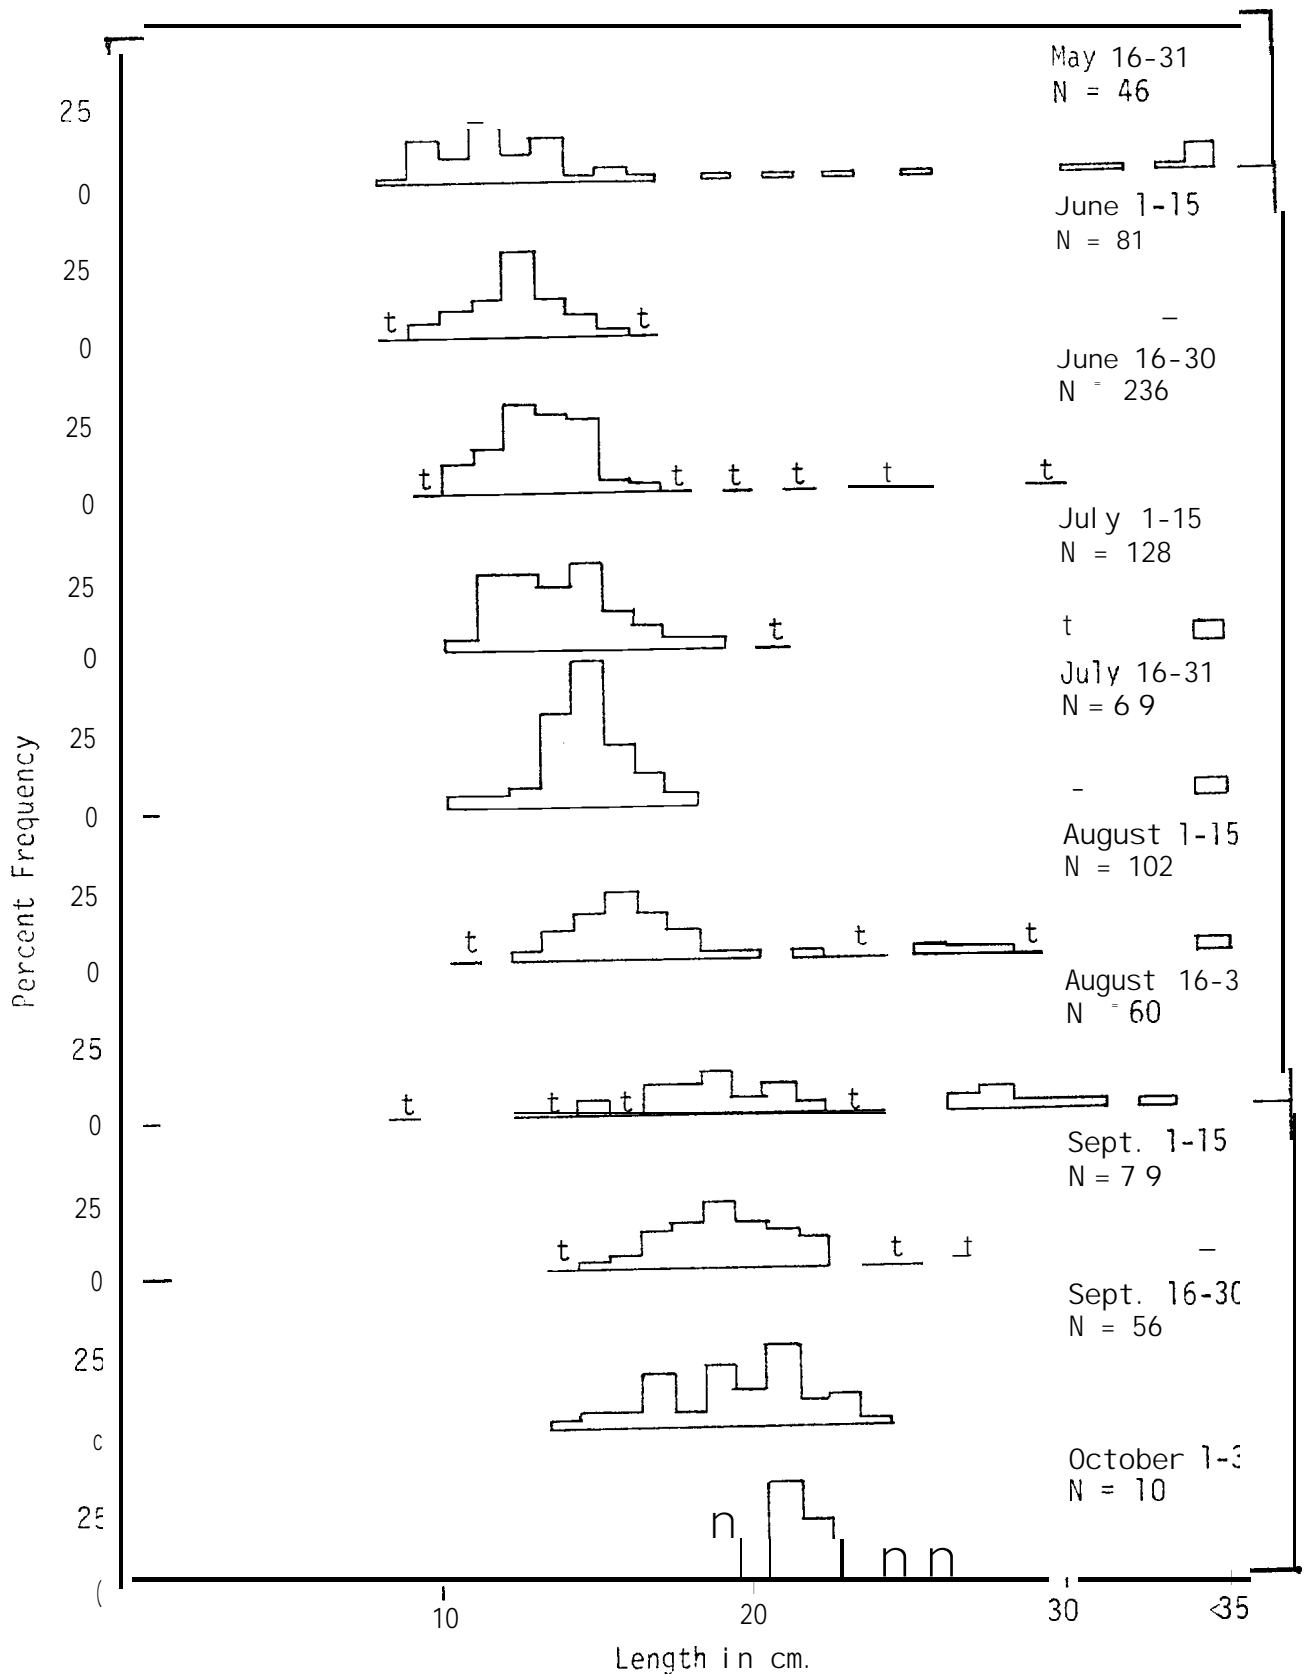 May 16-31
N = 46
25
0
June 1-15
N = 81
25
t t
0
June 16-30
N = 236
25
t t t t t t
0
July 1-15
N = 128
25
t t
0
July 16-31
N = 69
25
0
August 1-15
N = 102
25
t t t
0
August 16-3
N = 60
25
t t t t
0
Sept. 1-15
N = 79
25
t t t
0
Sept. 16-30
N = 56
25
October 1-3
N = 10
25
10 20 30 <35
Length in cm.
Percent Frequency